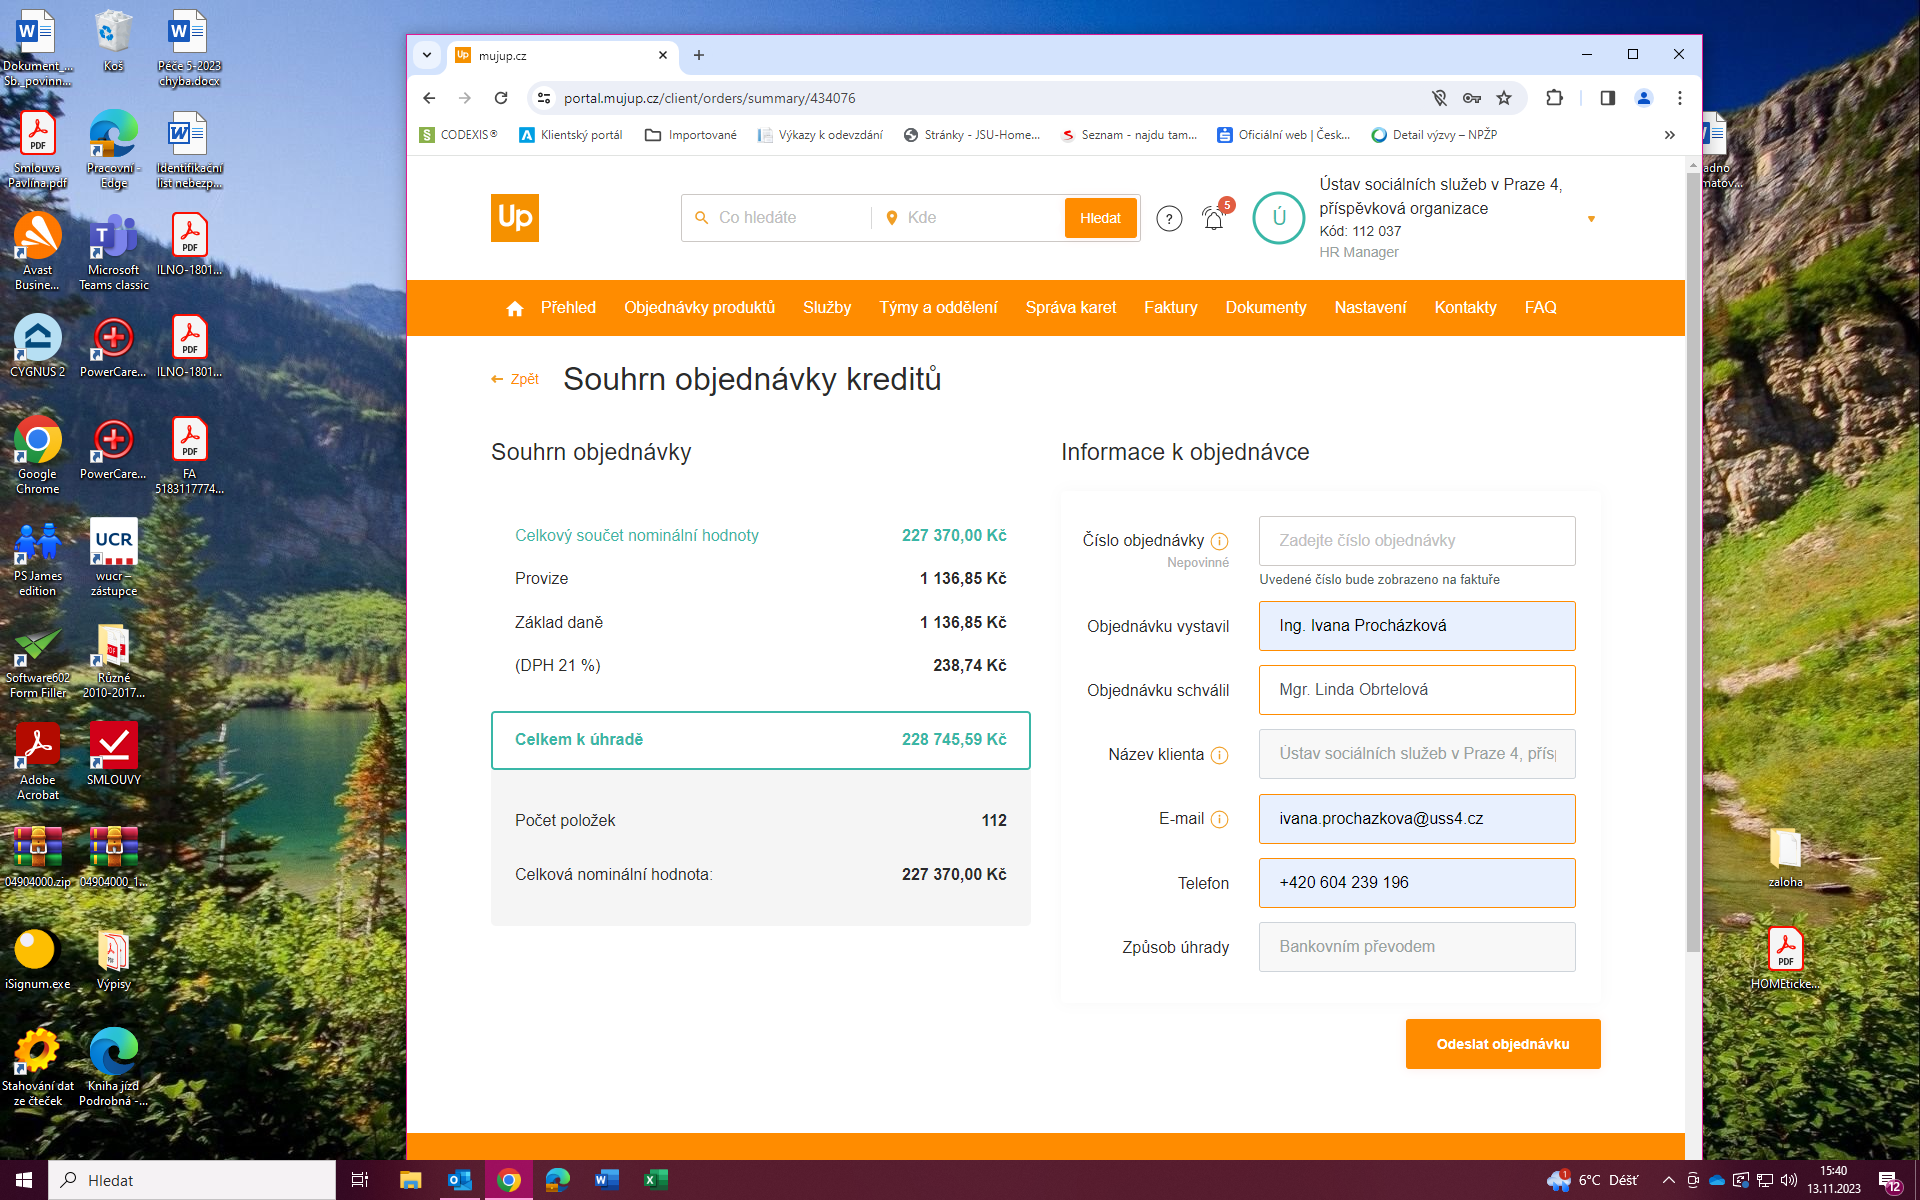 Dokument_...
Sb._povinn...
Koš
Péče 5-2023
chyba.docx
Smlouva
Pavlína.pdf
Pracovní -
Edge
Identifikační
list nebezp...
Avast
Busine...
Microsoft
Teams classic
ILNO-1801...
CYGNUS 2
PowerCare...
ILNO-1801...
Google
Chrome
PowerCare...
FA
5183117774...
PS James
edition
UCR
wucr –
zástupce
Software602
Form Filler
Různé
2010-2017...
Adobe
Acrobat
SMLOUVY
04904000.zip
04904000_1...
iSignum.exe
Výpisy
Stahování dat
ze čteček
Kniha jízd
Podrobná -...
mujup.cz
portal.mujup.cz/client/orders/summary/434076
CODEXIS®
Klientský portál
Importované
Výkazy k odevzdání
Stránky - JSU-Home...
Seznam - najdu tam...
Oficiální web | Česk...
Detail výzvy – NPŽP
Up
Co hledáte
Kde
Hledat
5
Ú
Ústav sociálních služeb v Praze 4,
příspěvková organizace
Kód: 112 037
HR Manager
Přehled
Objednávky produktů
Služby
Týmy a oddělení
Správa karet
Faktury
Dokumenty
Nastavení
Kontakty
FAQ
Zpět
Souhrn objednávky kreditů
Souhrn objednávky
Celkový součet nominální hodnoty 227 370,00 Kč
Provize 1 136,85 Kč
Základ daně 1 136,85 Kč
(DPH 21 %) 238,74 Kč
Celkem k úhradě 228 745,59 Kč
Počet položek 112
Celková nominální hodnota: 227 370,00 Kč
Informace k objednávce
Číslo objednávky Zadejte číslo objednávky
Nepovinné
Uvedené číslo bude zobrazeno na faktuře
Objednávku vystavil Ing. Ivana Procházková
Objednávku schválil Mgr. Linda Obrtelová
Název klienta Ústav sociálních služeb v Praze 4, přís
E-mail ivana.prochazkova@uss4.cz
Telefon +420 604 239 196
Způsob úhrady Bankovním převodem
Odeslat objednávku
adno
matov...
zaloha
PDF
HOMEticke...
Hledat
1
6°C Déšť
15:40
13.11.2023
12